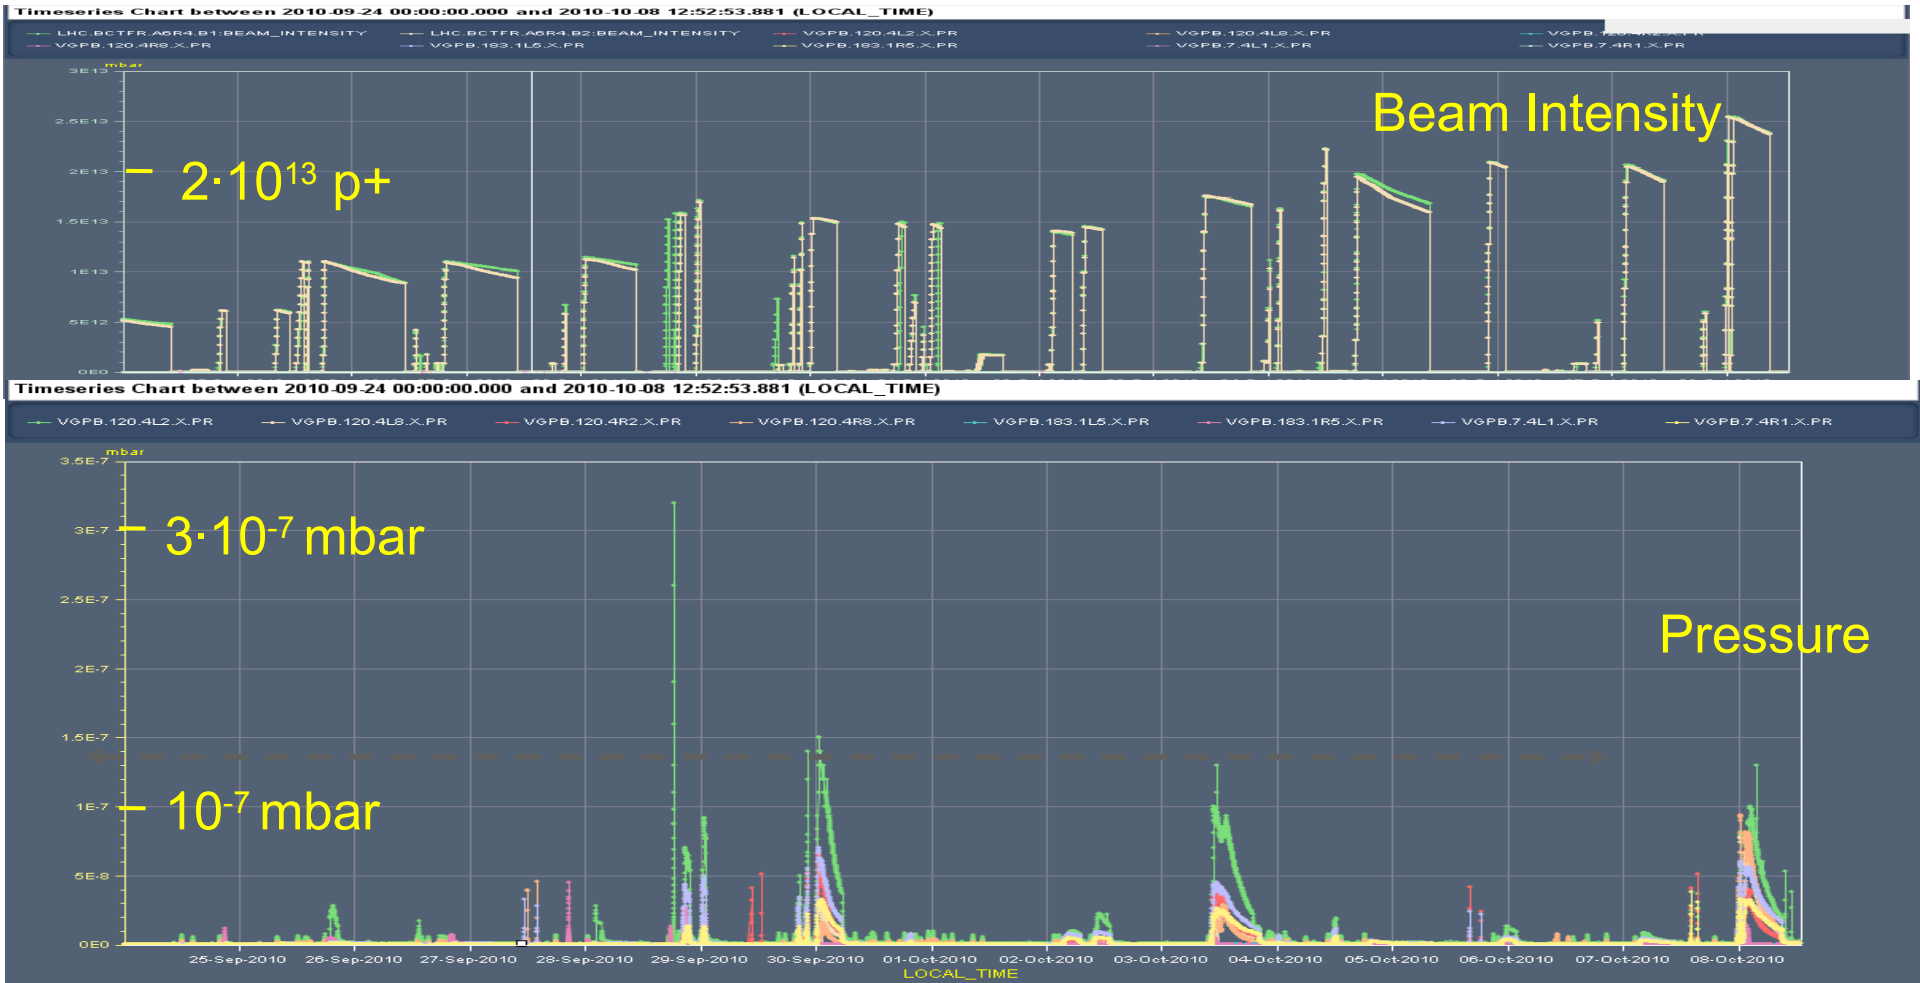 Timeseries Chart between 2010-09-24 00:00:00.000 and 2010-10-08 12:52:53.881 (LOCAL_TIME)
LHC.BCTFR.A6R4.B1:BEAM_INTENSITY LHC.BCTFR.A6R4.B2:BEAM_INTENSITY VGPB.120.4L2.X.PR VGPB.120.4L8.X.PR
VGPB.120.4R8.X.PR VGPB.183.1L5.X.PR VGPB.183.1R5.X.PR VGPB.7.4L1.X.PR VGPB.7.4R1.X.PR
mbar
3E13
Beam Intensity
2.5E13
2E13
2·10¹³ p+
1.5E13
1E13
5E12
0E0
Timeseries Chart between 2010-09-24 00:00:00.000 and 2010-10-08 12:52:53.881 (LOCAL_TIME)
VGPB.120.4L2.X.PR VGPB.120.4L8.X.PR VGPB.120.4R2.X.PR VGPB.120.4R8.X.PR VGPB.183.1L5.X.PR VGPB.183.1R5.X.PR VGPB.7.4L1.X.PR VGPB.7.4R1.X.PR
mbar
3.5E-7
3E-7
3·10⁻⁷ mbar
2.5E-7
Pressure
2E-7
1.5E-7
1E-7
10⁻⁷ mbar
5E-8
0E0
25-Sep-2010 26-Sep-2010 27-Sep-2010 28-Sep-2010 29-Sep-2010 30-Sep-2010 01-Oct-2010 02-Oct-2010 03-Oct-2010 04-Oct-2010 05-Oct-2010 06-Oct-2010 07-Oct-2010 08-Oct-2010
LOCAL_TIME